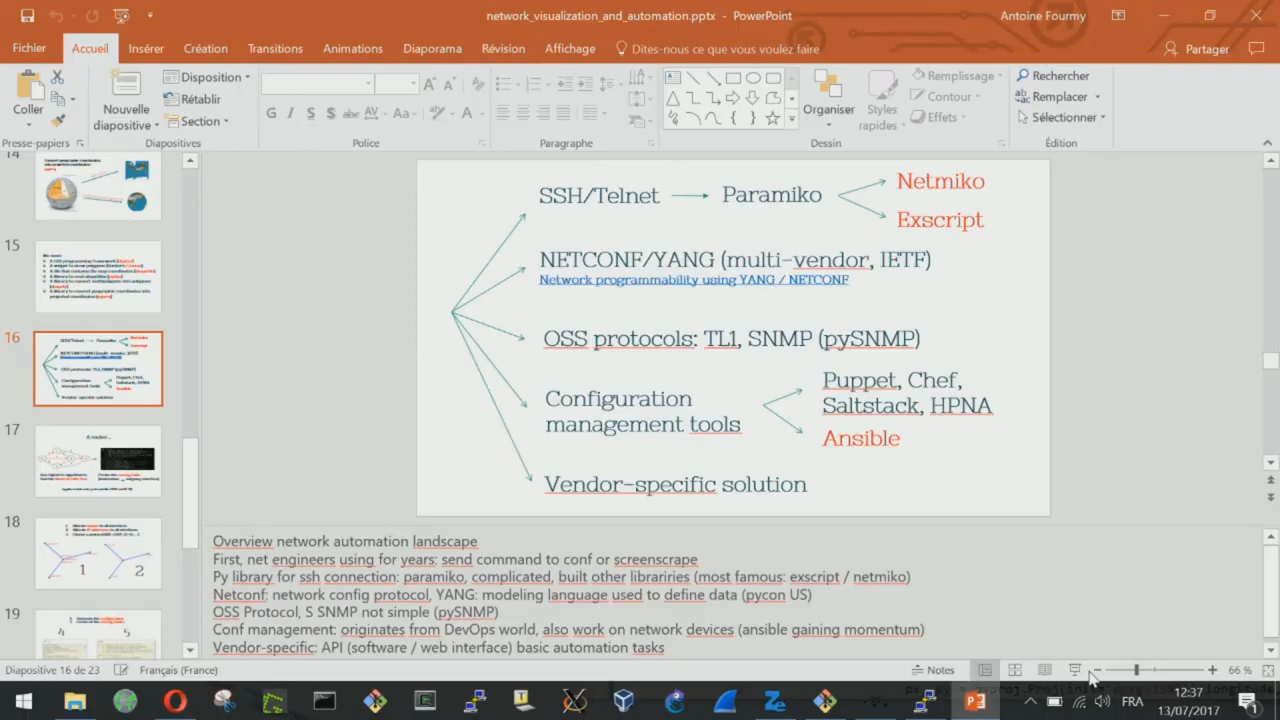 network_visualization_and_automation.pptx - PowerPoint
Antoine Fourmy
Fichier Accueil Insérer Création Transitions Animations Diaporama Révision Affichage Dites-nous ce que vous voulez faire Partager
Coller
Nouvelle diapositive
Disposition
Rétablir
Section
G I S S abc AV Aa A
Organiser
Styles rapides
Remplissage
Contour
Effets
Rechercher
Remplacer
Sélectionner
Presse-papiers Diapositives Police Paragraphe Dessin Édition
14
15
16
17
A router...
18
1
2
19
4 5
SSH/Telnet Paramiko
Netmiko
Exscript
NETCONF/YANG (multi-vendor, IETF)
Network programmability using YANG / NETCONF
OSS protocols: TL1, SNMP (pySNMP)
Configuration
management tools
Puppet, Chef,
Saltstack, HPNA
Ansible
Vendor-specific solution
Overview network automation landscape
First, net engineers using for years: send command to conf or screenscrape
Py library for ssh connection: paramiko, complicated, built other librariries (most famous: exscript / netmiko)
Netconf: network config protocol, YANG: modeling language used to define data (pycon US)
OSS Protocol, S SNMP not simple (pySNMP)
Conf management: originates from DevOps world, also work on network devices (ansible gaining momentum)
Vendor-specific: API (software / web interface) basic automation tasks
Diapositive 16 de 23 Français (France) Notes 66 %
FRA
12:37
13/07/2017